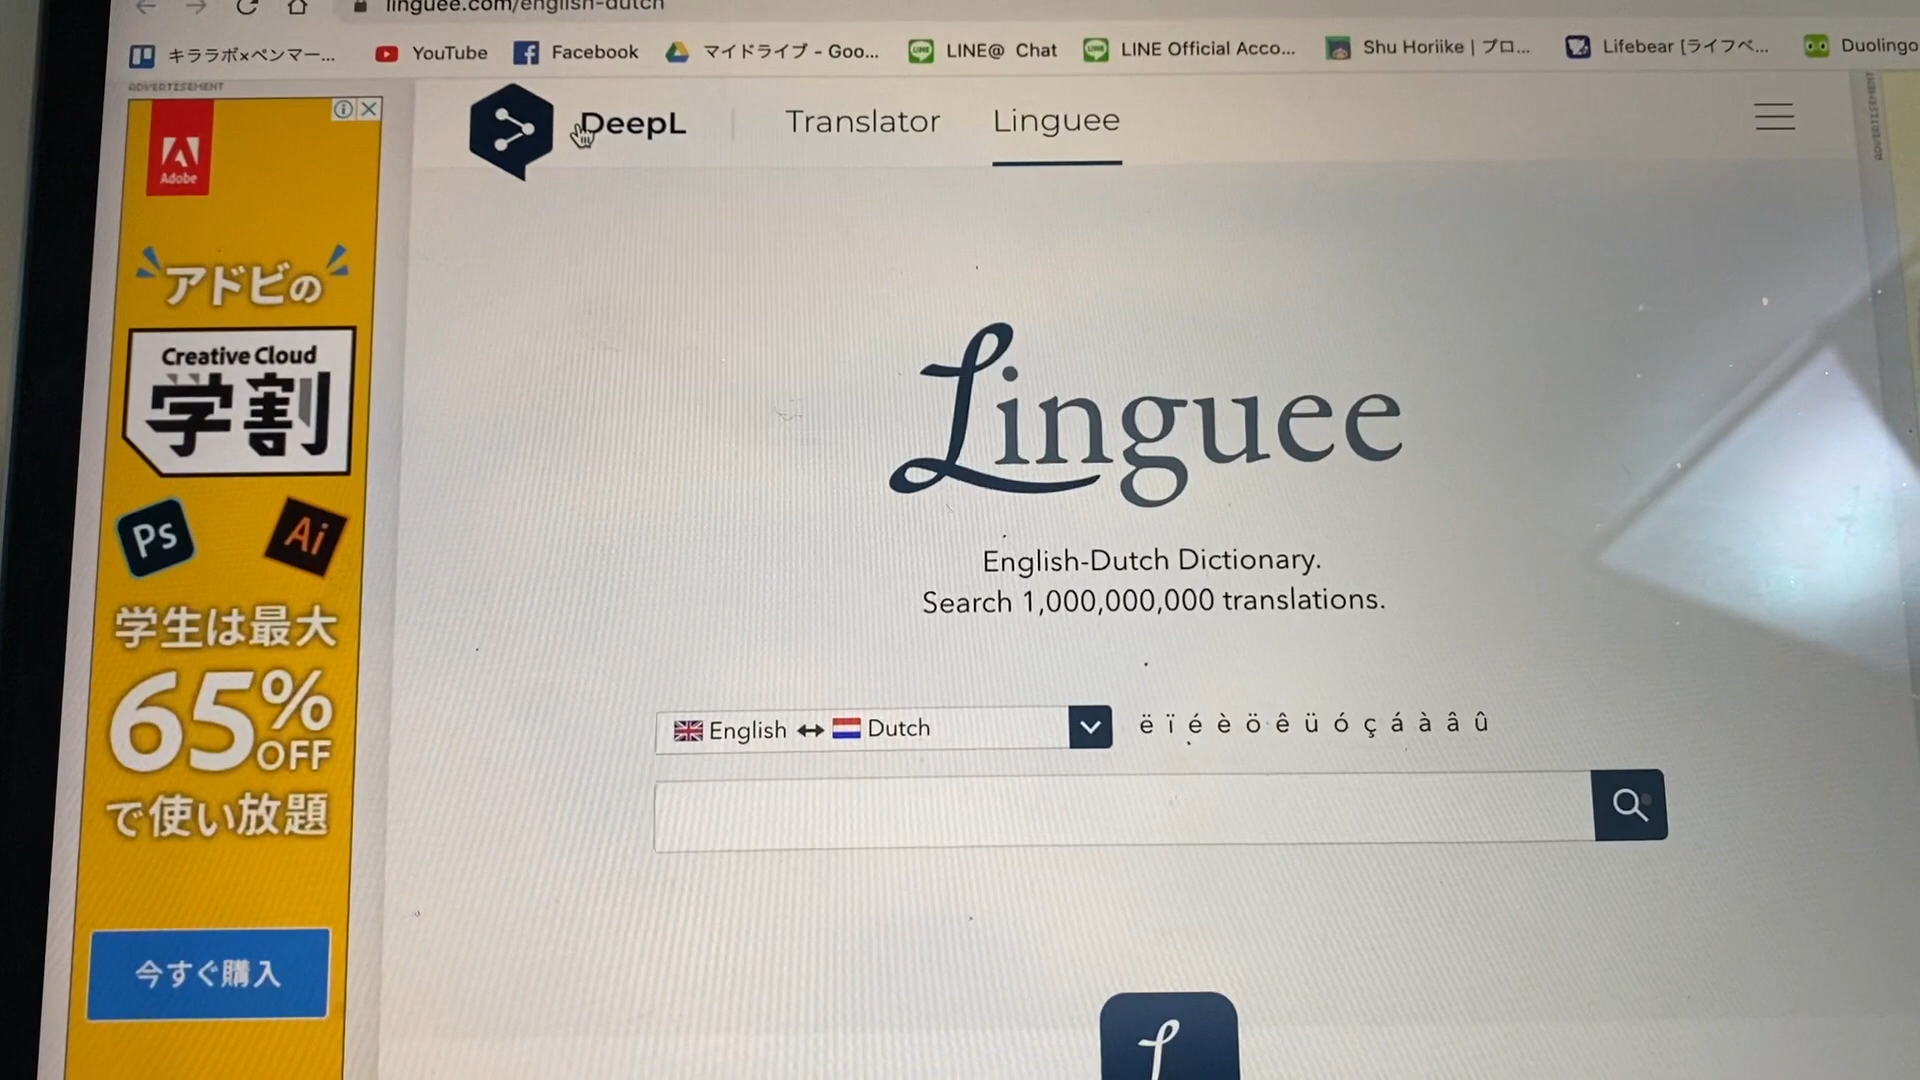 linguee.com/english-dutch
キララボ×ペンマー... YouTube Facebook マイドライブ - Goo... LINE@ Chat LINE Official Acco... Shu Horiike | プロ... Lifebear [ライフベ... Duolingo
ADVERTISEMENT
Adobe
アドビの
Creative Cloud
学割
Ps Ai
学生は最大
65%
OFF
で使い放題
今すぐ購入
DeepL Translator Linguee
ADVERTISEMENT
Linguee
English-Dutch Dictionary.
Search 1,000,000,000 translations.
English ↔ Dutch ë ï é è ö ê ü ó ç á à â û
L